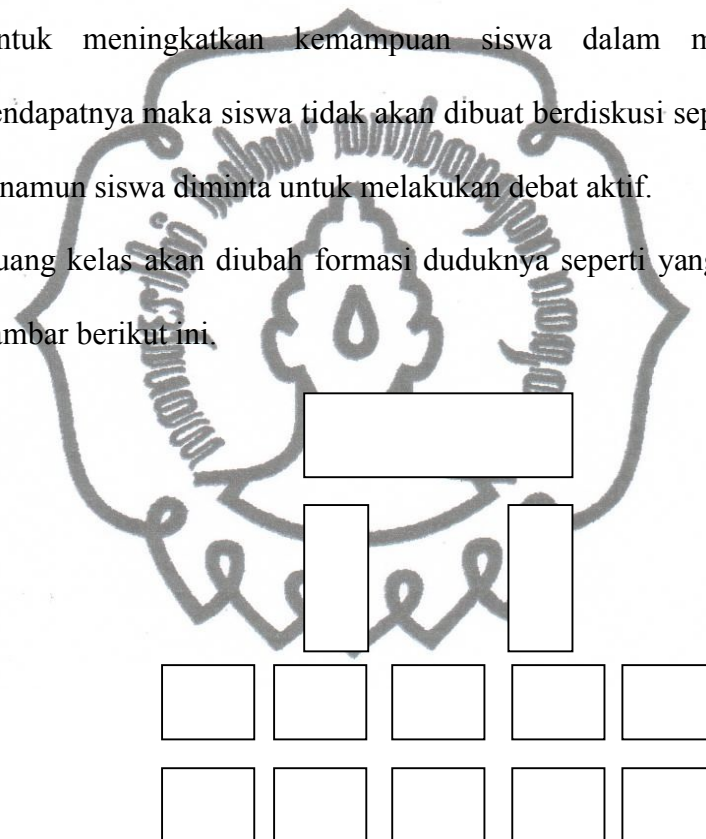 ntuk meningkatkan kemampuan siswa dalam m
endapatnya maka siswa tidak akan dibuat berdiskusi sep
namun siswa diminta untuk melakukan debat aktif.
uang kelas akan diubah formasi duduknya seperti yang
ambar berikut ini.